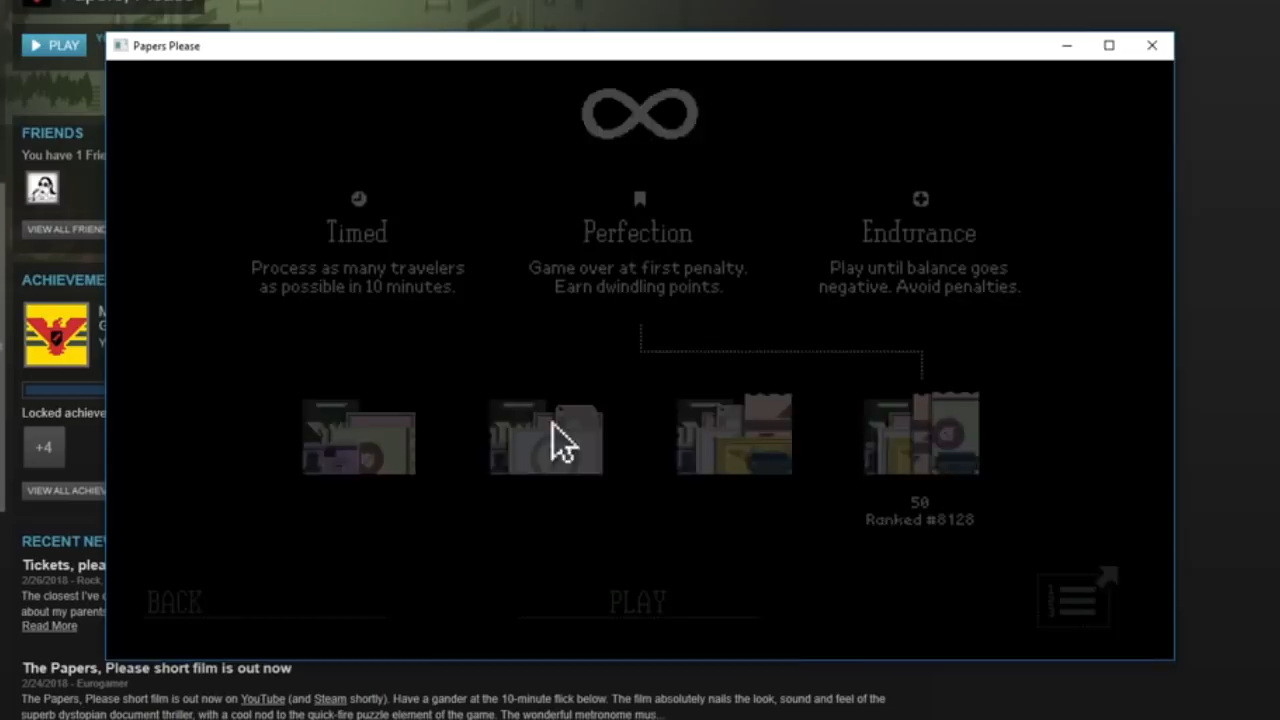 Papers, Please
PLAY
Papers Please
FRIENDS
You have 1 Frie
VIEW ALL FRIEND
ACHIEVEME
Locked achieve
+4
VIEW ALL ACHIEV
RECENT NEW
Tickets, plea
2/26/2018 - Rock,
The closest I've
about my parent
Read More
The Papers, Please short film is out now
2/24/2018 - Eurogamer
The Papers, Please short film is out now on YouTube (and Steam shortly). Have a gander at the 10-minute flick below. The film absolutely nails the look, sound and feel of the
superb dystopian document thriller, with a cool nod to the quick-fire puzzle element of the game. The wonderful metronome mus...
Timed
Process as many travelers
as possible in 10 minutes.
Perfection
Game over at first penalty.
Earn dwindling points.
Endurance
Play until balance goes
negative. Avoid penalties.
50
Ranked #8128
BACK
PLAY